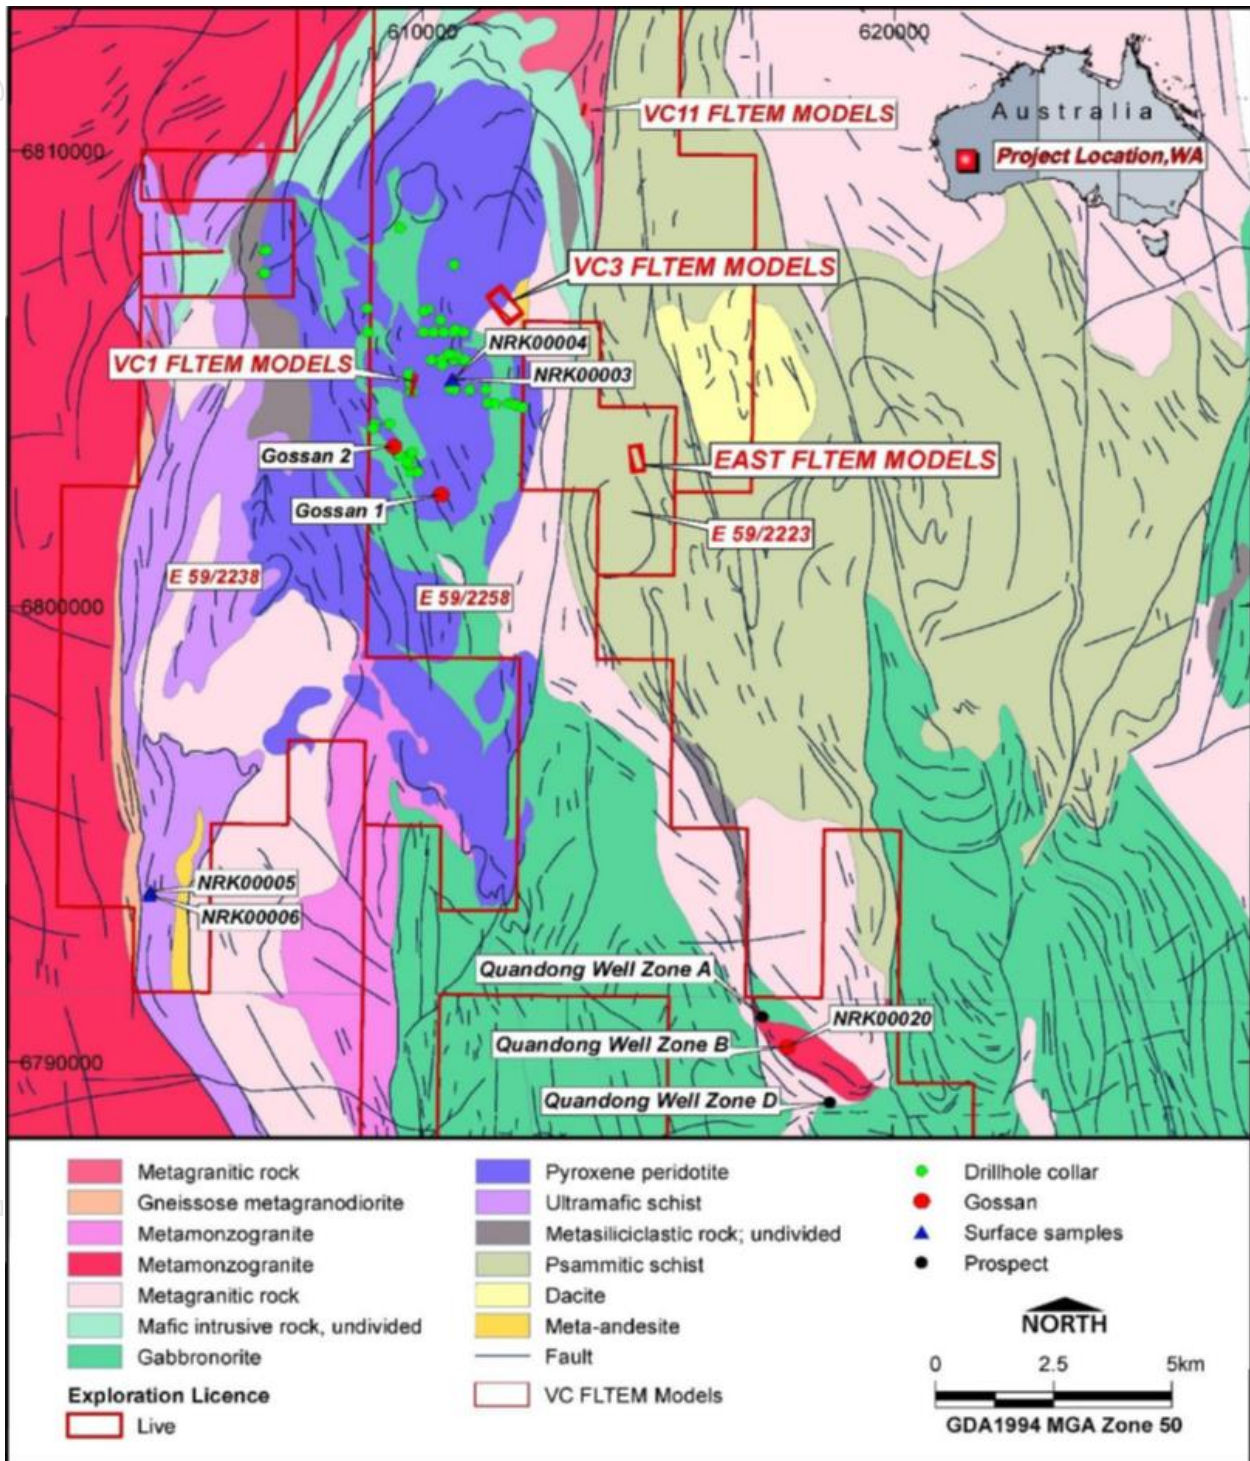 610000
620000
VC11 FLTEM MODELS
Australia
6810000
Project Location,WA
VC3 FLTEM MODELS
NRK00004
VC1 FLTEM MODELS
NRK00003
Gossan 2
EAST FLTEM MODELS
Gossan 1
E 59/2223
E 59/2238
E 59/2258
6800000
NRK00005
NRK00006
Quandong Well Zone A
NRK00020
Quandong Well Zone B
6790000
Quandong Well Zone D
Metagranitic rock
Gneissose metagranodiorite
Metamonzogranite
Metamonzogranite
Metagranitic rock
Mafic intrusive rock, undivided
Gabbronorite
Exploration Licence
Live
Pyroxene peridotite
Ultramafic schist
Metasiliciclastic rock; undivided
Psammitic schist
Dacite
Meta-andesite
Fault
VC FLTEM Models
Drillhole collar
Gossan
Surface samples
Prospect
NORTH
0 2.5 5km
GDA1994 MGA Zone 50